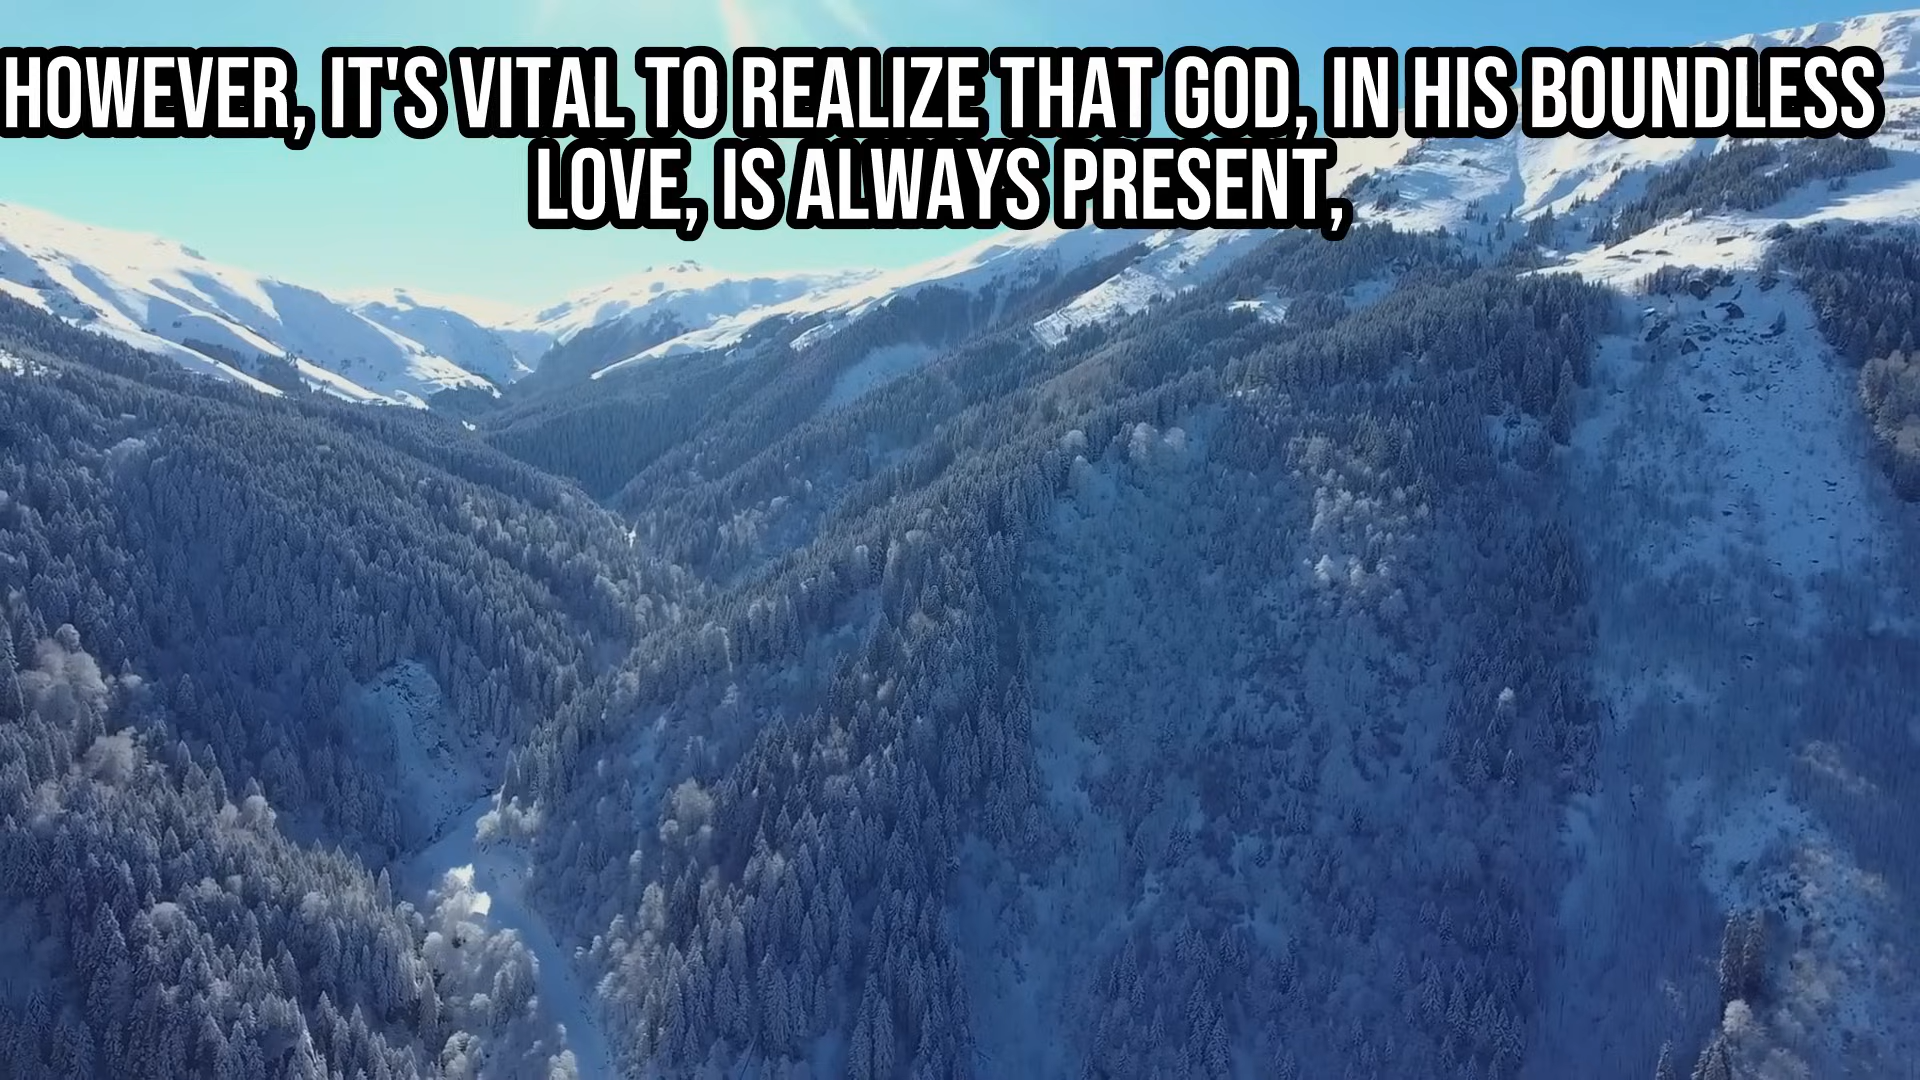 HOWEVER, IT'S VITAL TO REALIZE THAT GOD, IN HIS BOUNDLESS
LOVE, IS ALWAYS PRESENT,